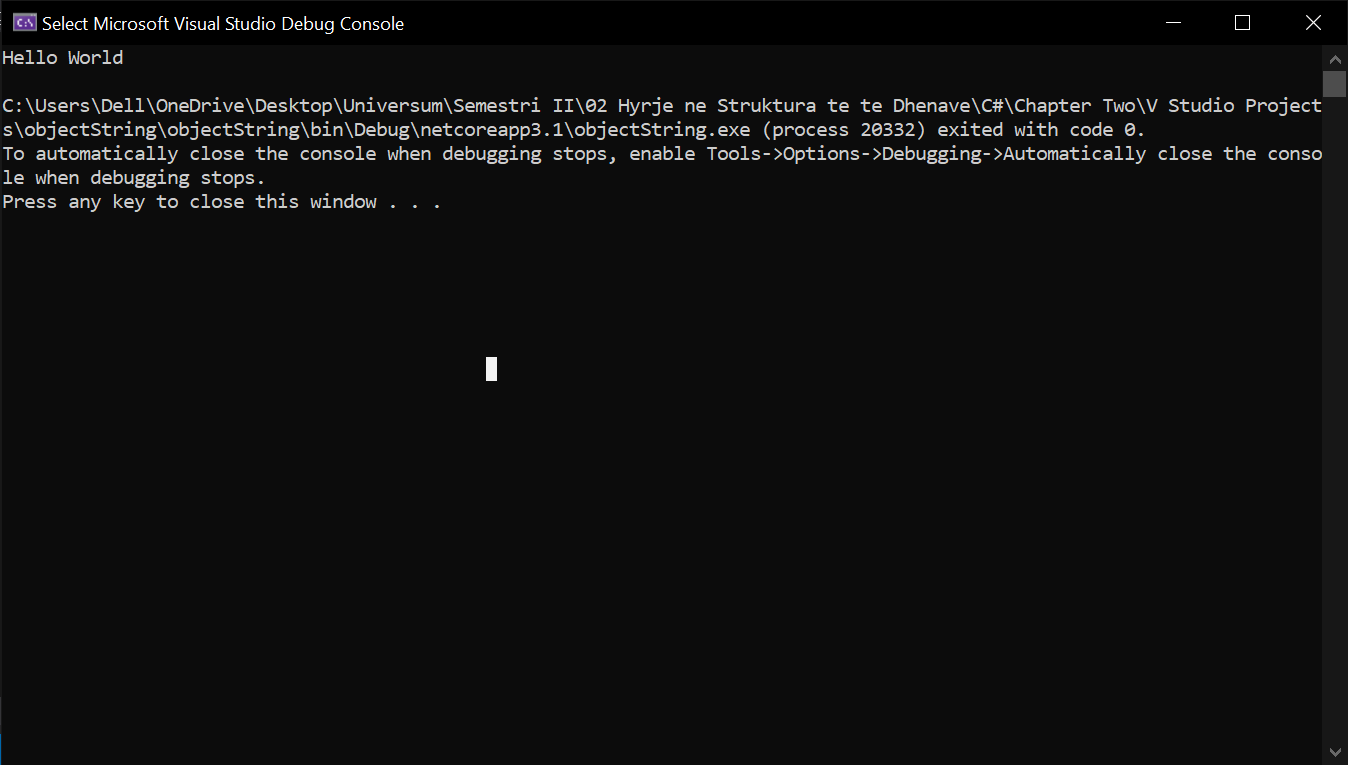 Select Microsoft Visual Studio Debug Console
Hello World
C:\Users\Dell\OneDrive\Desktop\Universum\Semestri II\02 Hyrje ne Struktura te te Dhenave\C#\Chapter Two\V Studio Project
s\objectString\objectString\bin\Debug\netcoreapp3.1\objectString.exe (process 20332) exited with code 0.
To automatically close the console when debugging stops, enable Tools->Options->Debugging->Automatically close the conso
le when debugging stops.
Press any key to close this window . . .